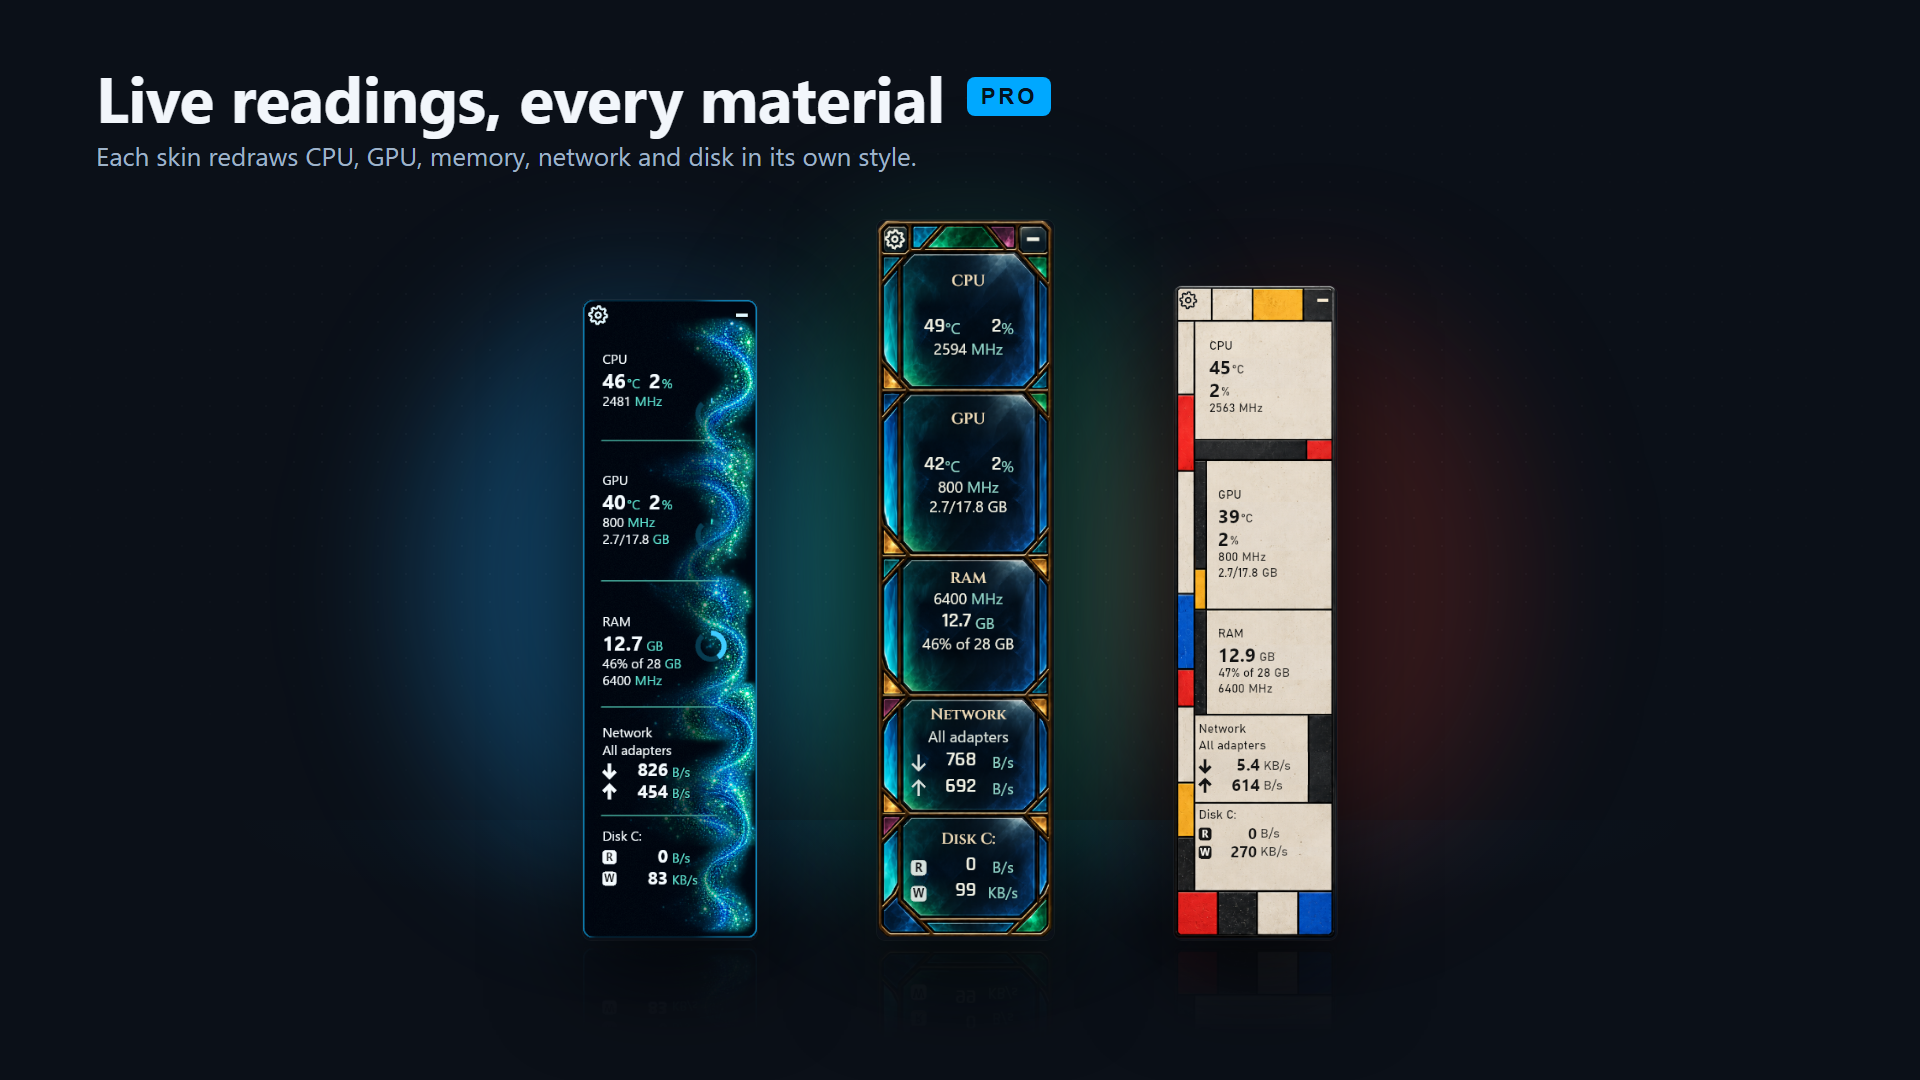 Live readings, every material PRO
Each skin redraws CPU, GPU, memory, network and disk in its own style.
CPU
46°C 2%
2481 MHz
GPU
40°C 2%
800 MHz
2.7/17.8 GB
RAM
12.7 GB
46% of 28 GB
6400 MHz
Network
All adapters
826 B/s
454 B/s
Disk C:
R 0 B/s
W 83 KB/s
CPU
49°C 2%
2594 MHz
GPU
42°C 2%
800 MHz
2.7/17.8 GB
RAM
6400 MHz
12.7 GB
46% of 28 GB
Network
All adapters
768 B/s
692 B/s
Disk C:
R 0 B/s
W 99 KB/s
CPU
45°C
2%
2563 MHz
GPU
39°C
2%
800 MHz
2.7/17.8 GB
RAM
12.9 GB
47% of 28 GB
6400 MHz
Network
All adapters
5.4 KB/s
614 B/s
Disk C:
R 0 B/s
W 270 KB/s